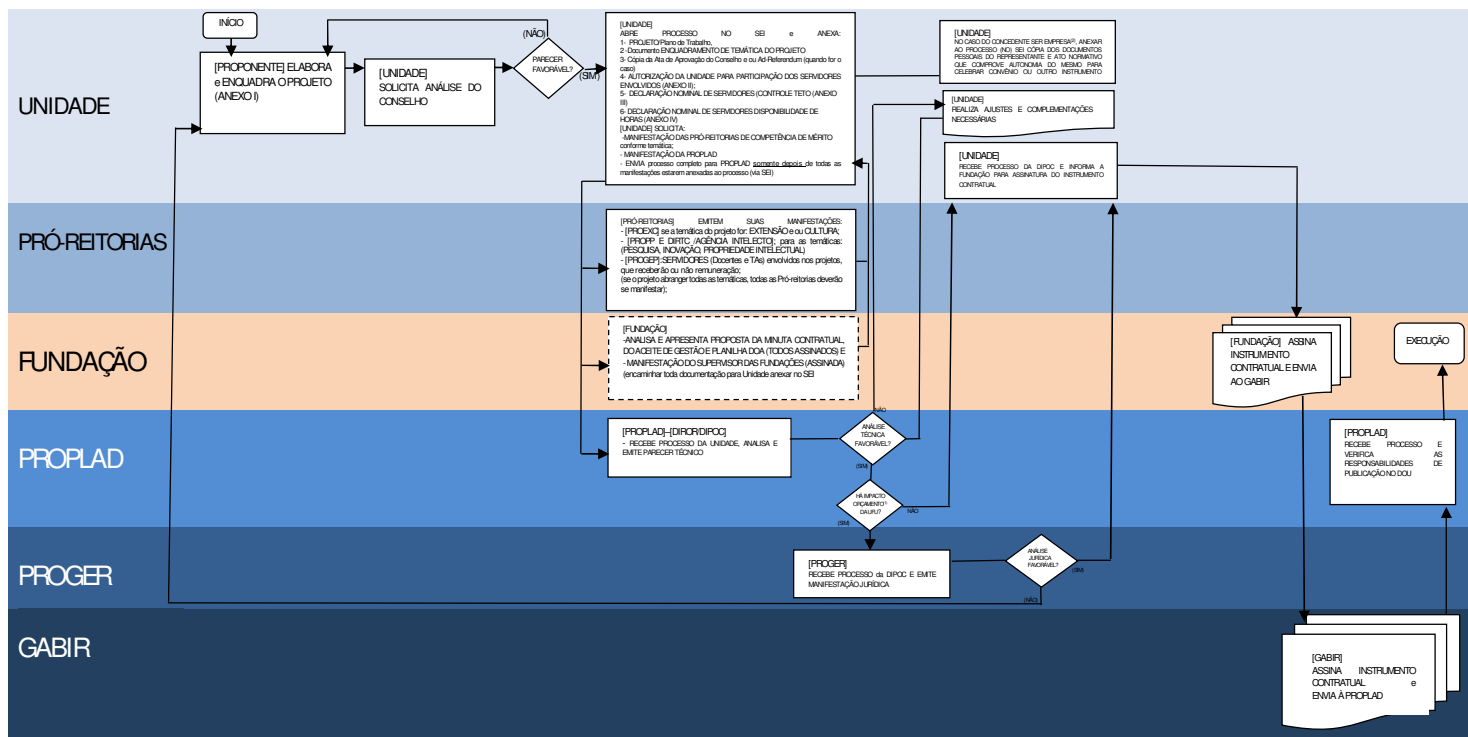 UNIDADE
INÍCIO
[PROPONENTE] ELABORA
e ENQUADRA O PROJETO
(ANEXO I)
[UNIDADE]
SOLICITA ANÁLISE DO
CONSELHO
(NÃO)
PARECER
FAVORÁVEL?
(SIM)
[UNIDADE]
ABRE PROCESSO NO SEI e ANEXA:
1- PROJETO/Plano de Trabalho,
2-Documento ENQUADRAMENTO DE TEMÁTICA DO PROJETO
3- Cópia da Ata de Aprovação do Conselho e ou Ad-Referendum (quando for o
caso)
4- AUTORIZAÇÃO DA UNIDADE PARA PARTICIPAÇÃO DOS SERVIDORES
ENVOLVIDOS (ANEXO II);
5- DECLARAÇÃO NOMINAL DE SERVIDORES (CONTROLE TETO (ANEXO
III)
6- DECLARAÇÃO NOMINAL DE SERVIDORES DISPONIBILIDADE DE
HORAS (ANEXO IV)
[UNIDADE] SOLICITA:
-MANIFESTAÇÃO DAS PRÓ-REITORIAS DE COMPETÊNCIA DE MÉRITO
conforme temática;
- MANIFESTAÇÃO DA PROPLAD
- ENVIA processo completo para PROPLAD somente depois de todas as
manifestações estarem anexadas ao processo (via SEI)
[UNIDADE]
NO CASO DO CONCEDENTE SER EMPRESA(2), ANEXAR
AO PROCESSO (NO) SEI CÓPIA DOS DOCUMENTOS
PESSOAIS DO REPRESENTANTE E ATO NORMATIVO
QUE COMPROVE AUTONOMIA DO MESMO PARA
CELEBRAR CONVÊNIO OU OUTRO INSTRUMENTO
[UNIDADE]
REALIZA AJUSTES E COMPLEMENTAÇÕES
NECESSÁRIAS
[UNIDADE]
RECEBE PROCESSO DA DIPOC E INFORMA A
FUNDAÇÃO PARA ASSINATURA DO INSTRUMENTO
CONTRATUAL
PRÓ-REITORIAS
[PRÓ-REITORIAS] EMITEM SUAS MANIFESTAÇÕES:
- [PROEXC] se a temática do projeto for: EXTENSÃO e ou CULTURA;
- [PROPP E DIRTC /AGÊNCIA INTELECTO]; para as temáticas:
(PESQUISA, INOVAÇÃO, PROPRIEDADE INTELECTUAL)
- [PROGEP]:SERVIDORES (Docentes e TAs) envolvidos nos projetos,
que receberão ou não remuneração;
(se o projeto abranger todas as temáticas, todas as Pró-reitorias deverão
se manifestar);
FUNDAÇÃO
[FUNDAÇÃO]
-ANALISA E APRESENTA PROPOSTA DA MINUTA CONTRATUAL,
DO ACEITE DE GESTÃO E PLANILHA DOA (TODOS ASSINADOS) E
- MANIFESTAÇÃO DO SUPERVISOR DAS FUNDAÇÕES (ASSINADA)
(encaminhar toda documentação para Unidade anexar no SEI
[FUNDAÇÃO] ASSINA
INSTRUMENTO
CONTRATUAL E ENVIA
AO GABIR
EXECUÇÃO
PROPLAD
[PROPLAD]–[DIROR/DIPOC]
- RECEBE PROCESSO DA UNIDADE, ANALISA E
EMITE PARECER TÉCNICO
NÃO
ANÁLISE
TÉCNICA
FAVORÁVEL?
(SIM)
HÁ IMPACTO
ORÇAMENTO(1)
DA UFU?
(SIM)
NÃO
[PROPLAD]
RECEBE PROCESSO E
VERIFICA AS
RESPONSABILIDADES DE
PUBLICAÇÃO NO DOU
PROGER
[PROGER]
RECEBE PROCESSO da DIPOC E EMITE
MANIFESTAÇÃO JURÍDICA
ANÁLISE
JURÍDICA
FAVORÁVEL?
(SIM)
(NÃO)
GABIR
[GABIR]
ASSINA INSTRUMENTO
CONTRATUAL e
ENVIA À PROPLAD